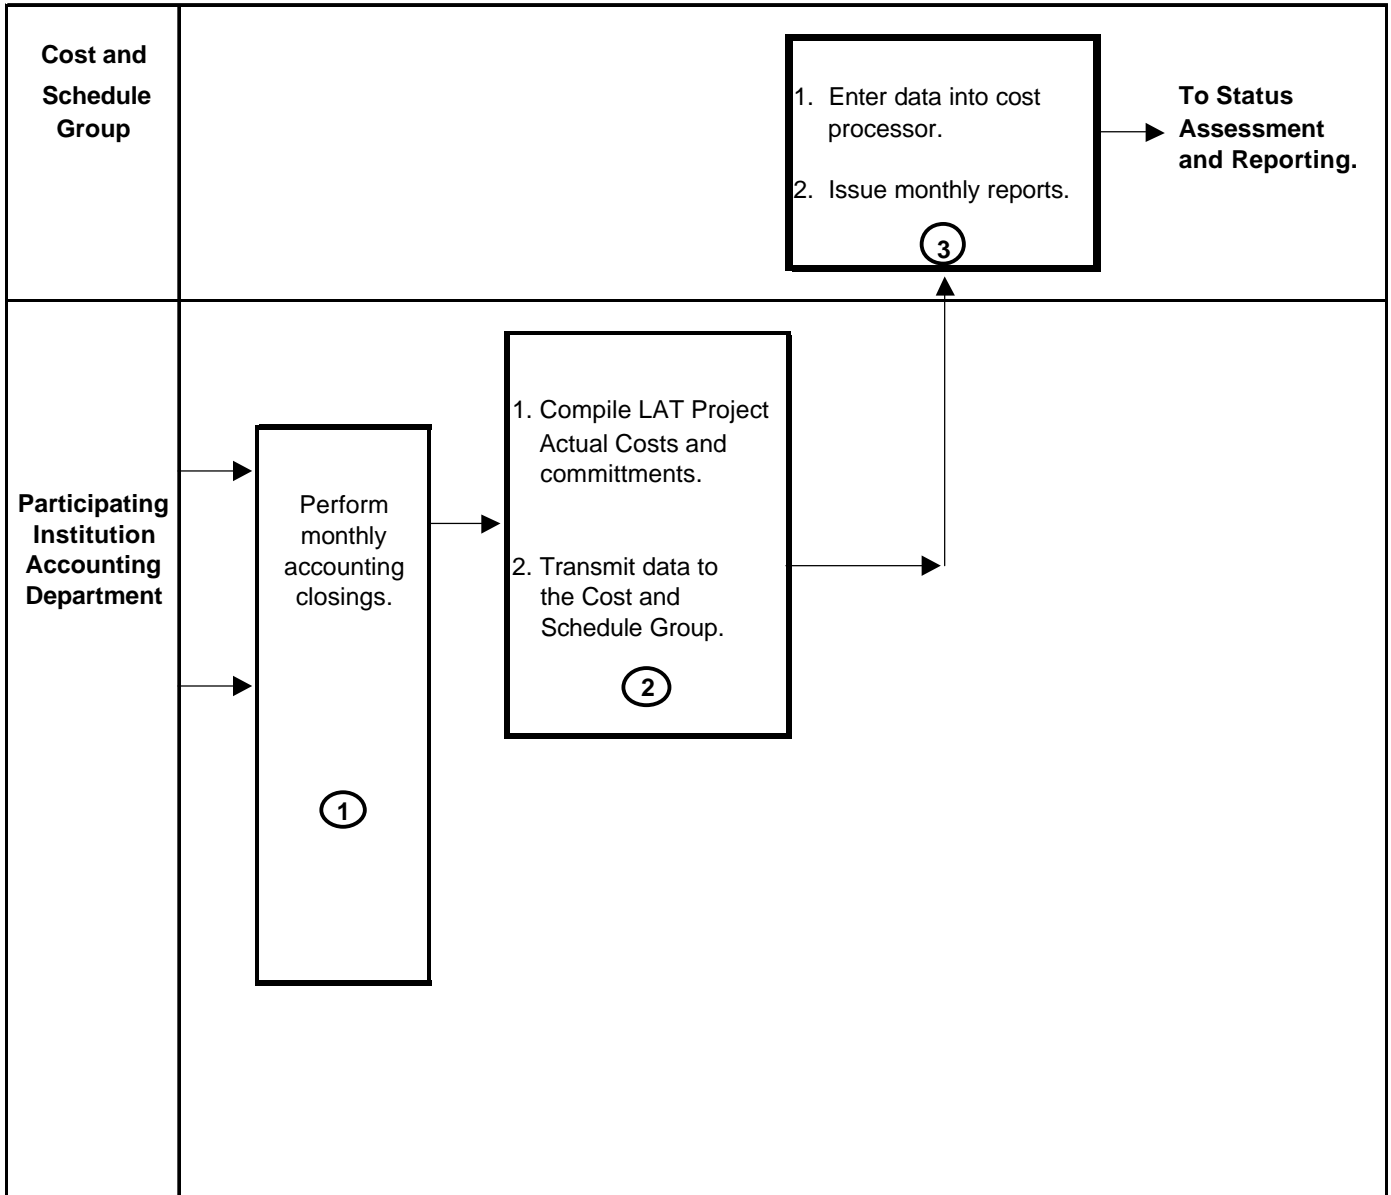 Cost and
Schedule
Group
1. Enter data into cost
processor.
2. Issue monthly reports.
3
To Status
Assessment
and Reporting.
Participating
Institution
Accounting
Department
Perform
monthly
accounting
closings.
1
1. Compile LAT Project
Actual Costs and
committments.
2. Transmit data to
the Cost and
Schedule Group.
2